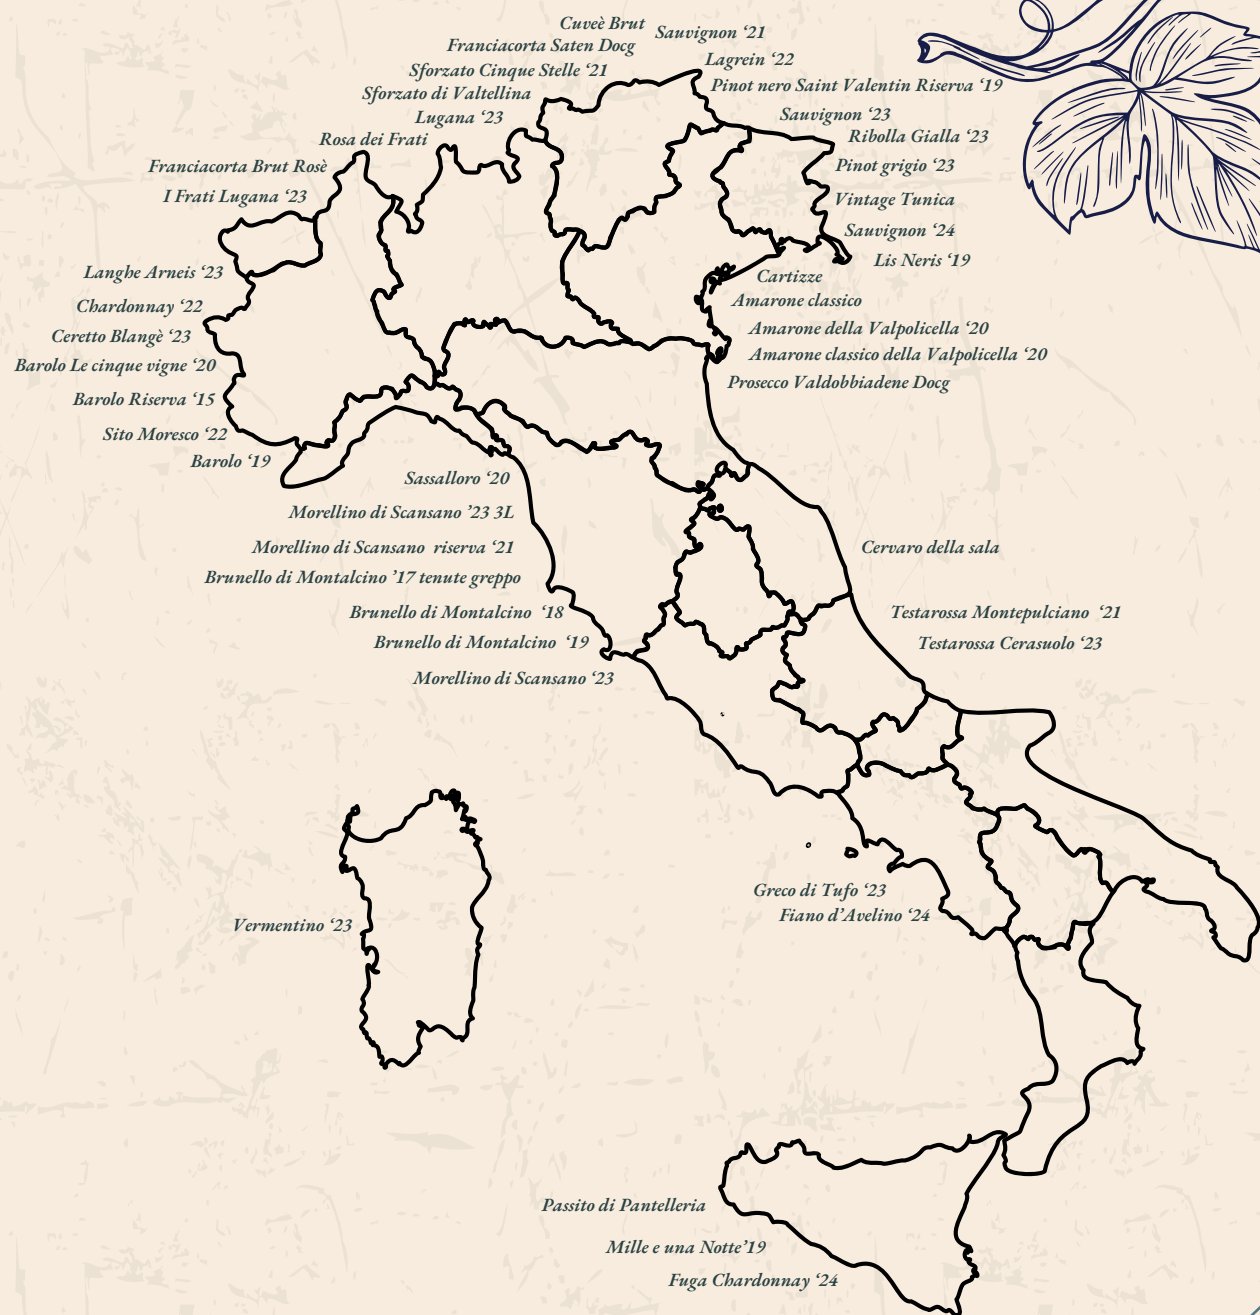 Cuveè Brut
Franciacorta Saten Docg
Sforzato Cinque Stelle ‘21
Sforzato di Valtellina
Lugana ‘23
Rosa dei Frati
Franciacorta Brut Rosè
I Frati Lugana ‘23
Sauvignon ‘21
Lagrein ‘22
Pinot nero Saint Valentin Riserva ‘19
Sauvignon ‘23
Ribolla Gialla ‘23
Pinot grigio ‘23
Vintage Tunica
Sauvignon ‘24
Lis Neris ‘19
Cartizze
Amarone classico
Amarone della Valpolicella ‘20
Amarone classico della Valpolicella ‘20
Prosecco Valdobbiadene Docg
Langhe Arneis ‘23
Chardonnay ‘22
Ceretto Blangè ‘23
Barolo Le cinque vigne ‘20
Barolo Riserva ‘15
Sito Moresco ‘22
Barolo ‘19
Sassalloro ‘20
Morellino di Scansano ’23 3L
Morellino di Scansano riserva ‘21
Brunello di Montalcino ’17 tenute greppo
Brunello di Montalcino ‘18
Brunello di Montalcino ‘19
Morellino di Scansano ‘23
Cervaro della sala
Testarossa Montepulciano ‘21
Testarossa Cerasuolo ‘23
Greco di Tufo ‘23
Fiano d’Avelino ‘24
Vermentino ‘23
Passito di Pantelleria
Mille e una Notte’19
Fuga Chardonnay ‘24